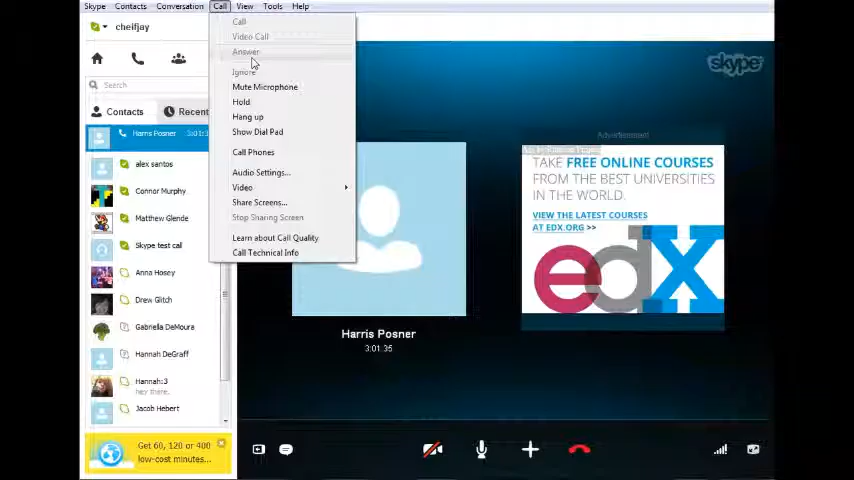 Skype Contacts Conversation Call View Tools Help
cheifjay
Search
Contacts Recent
Harris Posner
alex santos
Connor Murphy
Matthew Glende
Skype test call
Anna Hosey
Drew Glitch
Gabriella DeMoura
Hannah DeGraff
Hannah:3
hey there.
Jacob Hebert
Get 60, 120 or 400
low-cost minutes...
Call
Video Call
Answer
Ignore
Mute Microphone
Hold
Hang up
Show Dial Pad
Call Phones
Audio Settings...
Video
Share Screens...
Stop Sharing Screen
Learn about Call Quality
Call Technical Info
skype
Harris Posner
3:01:35
Advertisement
TAKE FREE ONLINE COURSES
FROM THE BEST UNIVERSITIES
IN THE WORLD.
VIEW THE LATEST COURSES
AT EDX.ORG >>
edX